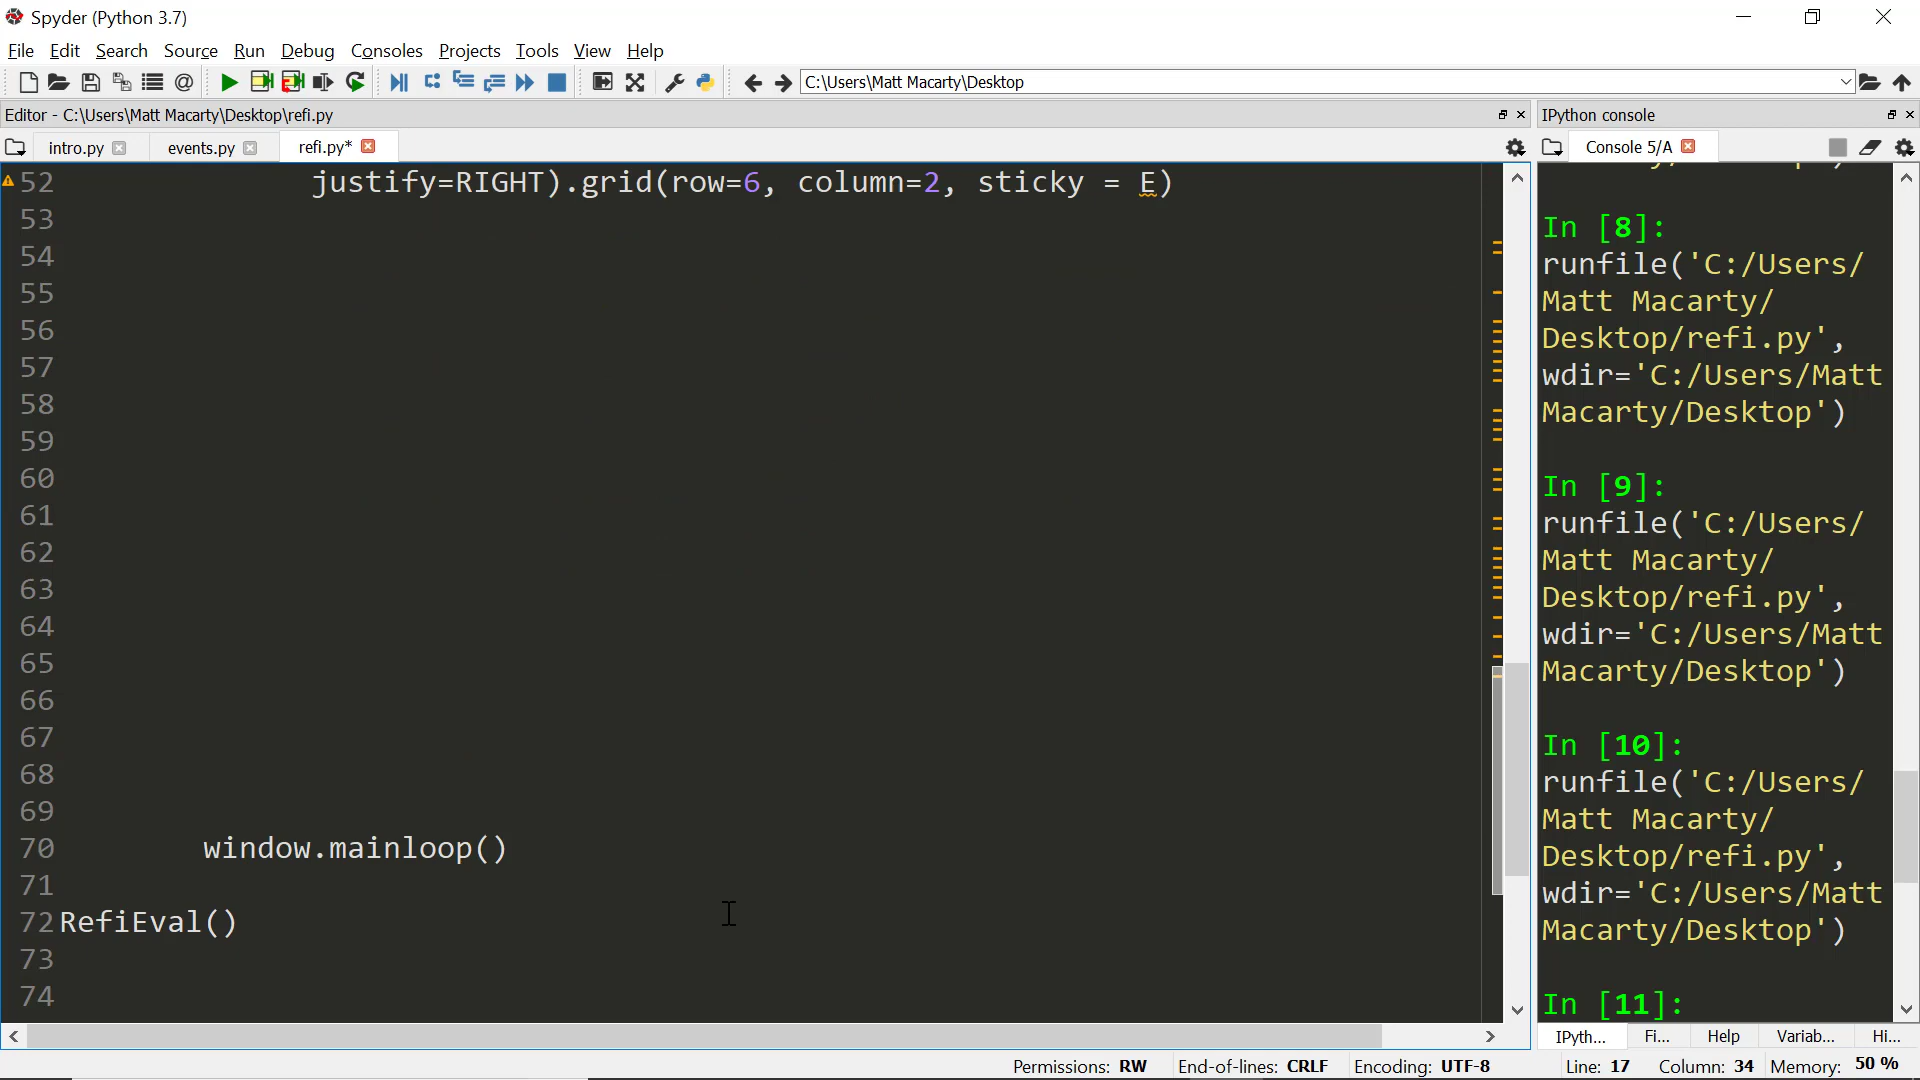 Spyder (Python 3.7)
File Edit Search Source Run Debug Consoles Projects Tools View Help
C:\Users\Matt Macarty\Desktop
Editor - C:\Users\Matt Macarty\Desktop\refi.py
IPython console
intro.py events.py refi.py*
Console 5/A
52 justify=RIGHT).grid(row=6, column=2, sticky = E)
53
54
55
56
57
58
59
60
61
62
63
64
65
66
67
68
69
70 window.mainloop()
71
72 RefiEval()
73
74
In [8]:
runfile('C:/Users/
Matt Macarty/
Desktop/refi.py',
wdir='C:/Users/Matt
Macarty/Desktop')
In [9]:
runfile('C:/Users/
Matt Macarty/
Desktop/refi.py',
wdir='C:/Users/Matt
Macarty/Desktop')
In [10]:
runfile('C:/Users/
Matt Macarty/
Desktop/refi.py',
wdir='C:/Users/Matt
Macarty/Desktop')
In [11]:
IPyth... Fi... Help Variab... Hi...
Permissions: RW End-of-lines: CRLF Encoding: UTF-8 Line: 17 Column: 34 Memory: 50 %